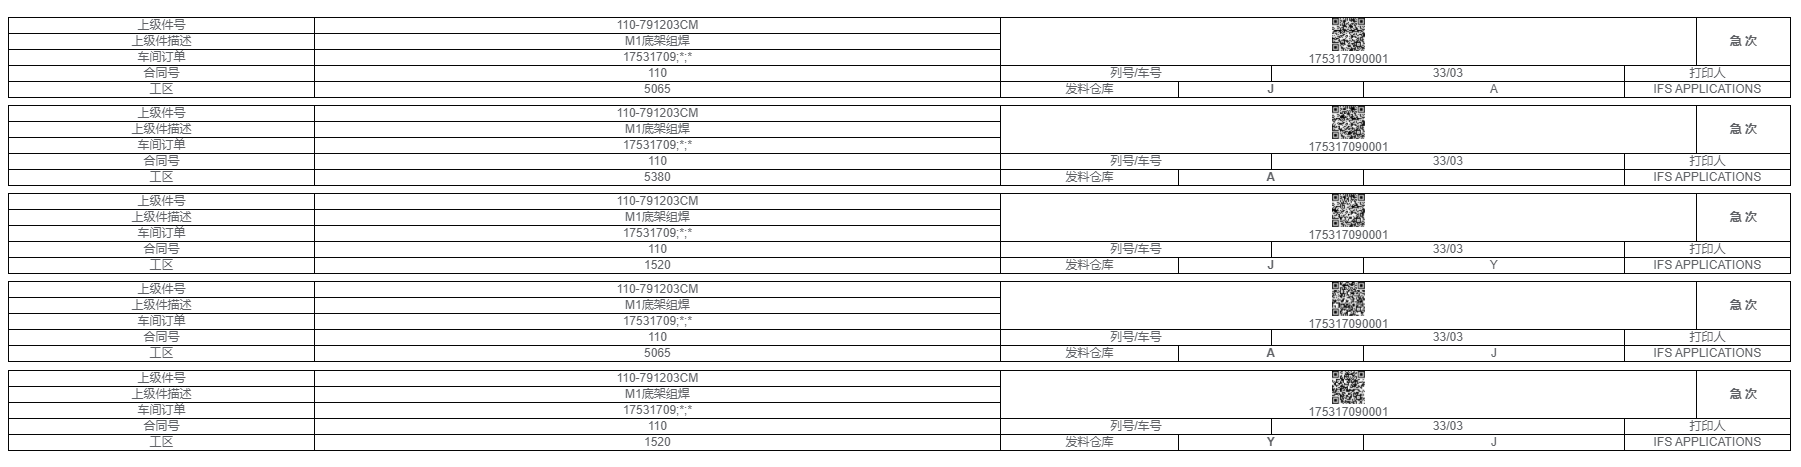 上级件号 110-791203CM
上级件描述 M1底架组焊 急 次
车间订单 17531709;*;* 175317090001
合同号 110 列号/车号 33/03 打印人
工区 5065 发料仓库 J A IFS APPLICATIONS
上级件号 110-791203CM
上级件描述 M1底架组焊 急 次
车间订单 17531709;*;* 175317090001
合同号 110 列号/车号 33/03 打印人
工区 5380 发料仓库 A IFS APPLICATIONS
上级件号 110-791203CM
上级件描述 M1底架组焊 急 次
车间订单 17531709;*;* 175317090001
合同号 110 列号/车号 33/03 打印人
工区 1520 发料仓库 J Y IFS APPLICATIONS
上级件号 110-791203CM
上级件描述 M1底架组焊 急 次
车间订单 17531709;*;* 175317090001
合同号 110 列号/车号 33/03 打印人
工区 5065 发料仓库 A J IFS APPLICATIONS
上级件号 110-791203CM
上级件描述 M1底架组焊 急 次
车间订单 17531709;*;* 175317090001
合同号 110 列号/车号 33/03 打印人
工区 1520 发料仓库 Y J IFS APPLICATIONS